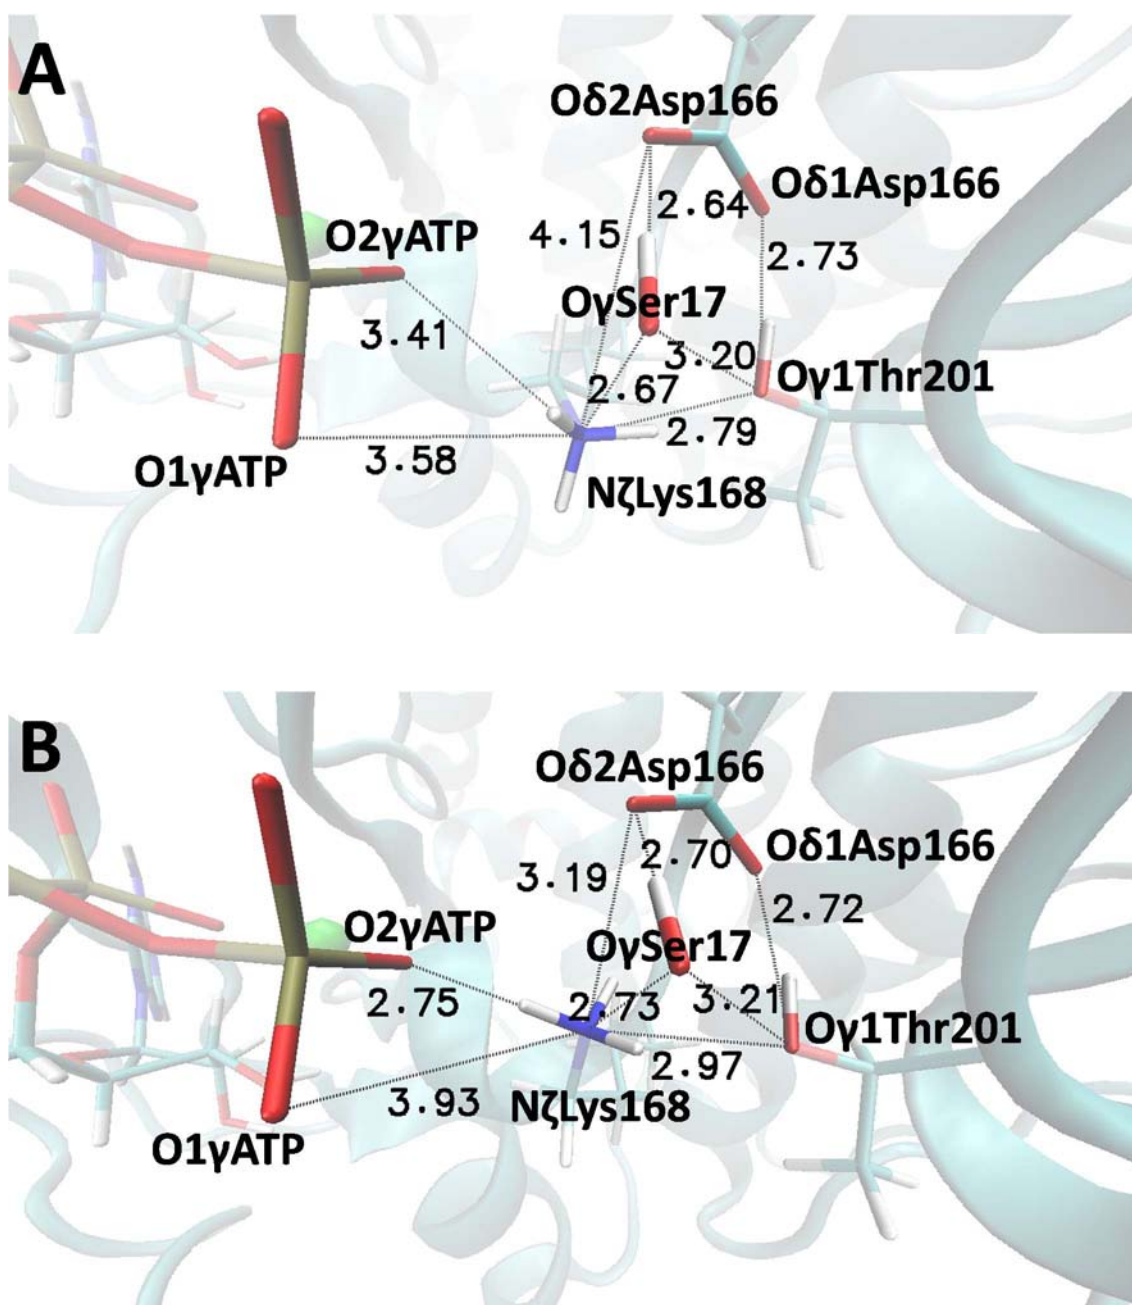 A
Oδ2Asp166
Oδ1Asp166
2.64
4.15
O2γATP
2.73
OγSer17
3.41
3.20
Oγ1Thr201
2.67
2.79
3.58
O1γATP
NζLys168
B
Oδ2Asp166
Oδ1Asp166
2.70
3.19
2.72
O2γATP
OγSer17
2.75
2.73
3.21
Oγ1Thr201
2.97
3.93
NζLys168
O1γATP